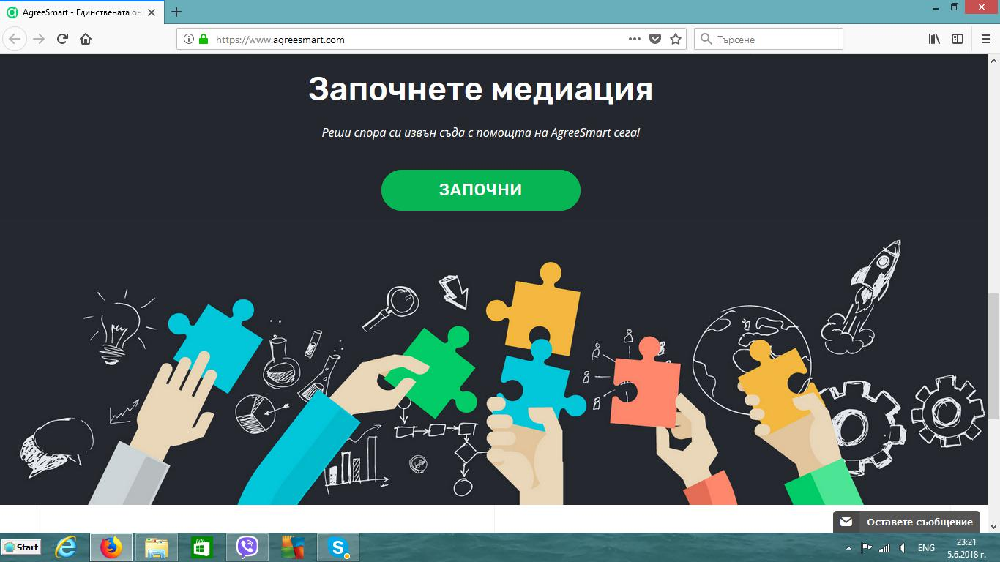 AgreeSmart - Единствената он
https://www.agreesmart.com
Търсене
Започнете медиация
Реши спора си извън съда с помощта на AgreeSmart сега!
ЗАПОЧНИ
Оставете съобщение
Start
ENG
23:21
5.6.2018 г.